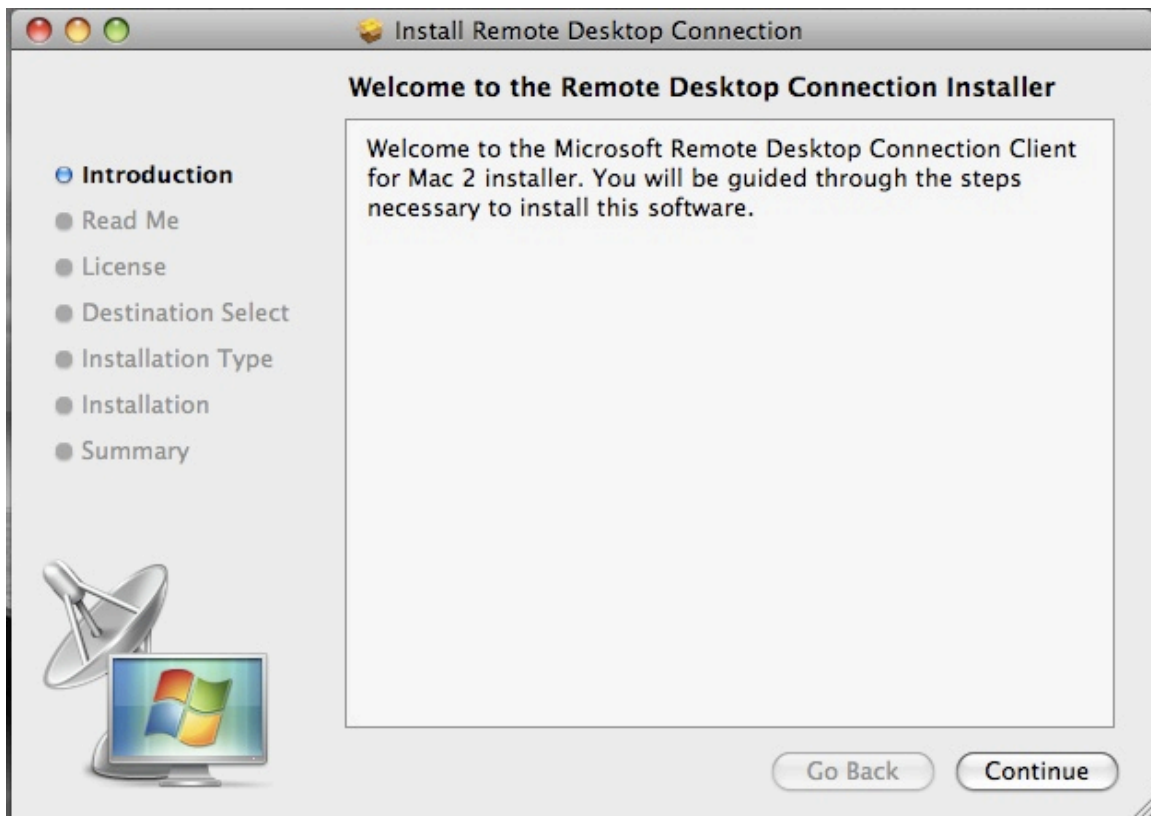 Install Remote Desktop Connection
Welcome to the Remote Desktop Connection Installer
Introduction
Read Me
License
Destination Select
Installation Type
Installation
Summary
Welcome to the Microsoft Remote Desktop Connection Client
for Mac 2 installer. You will be guided through the steps
necessary to install this software.
Go Back
Continue